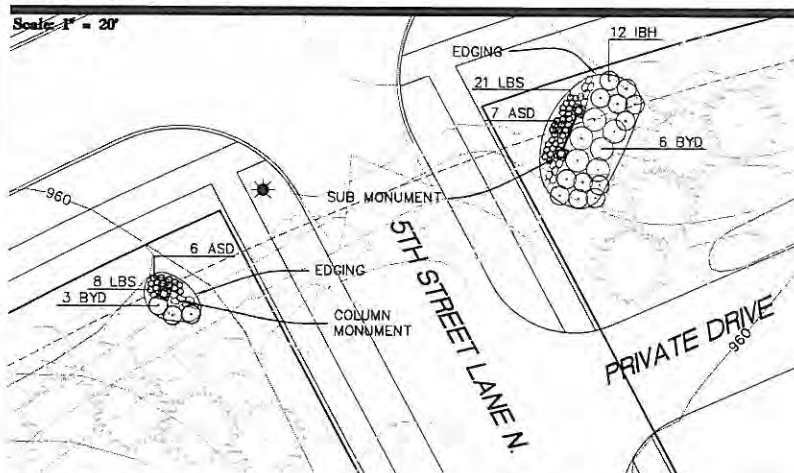 Scale: 1" = 20'
12 IBH
EDGING
21 LBS
7 ASD
6 BYD
960
SUB MONUMENT
6 ASD
EDGING
8 LBS
3 BYD
COLUMN
MONUMENT
5TH STREET LANE N.
PRIVATE DRIVE
960